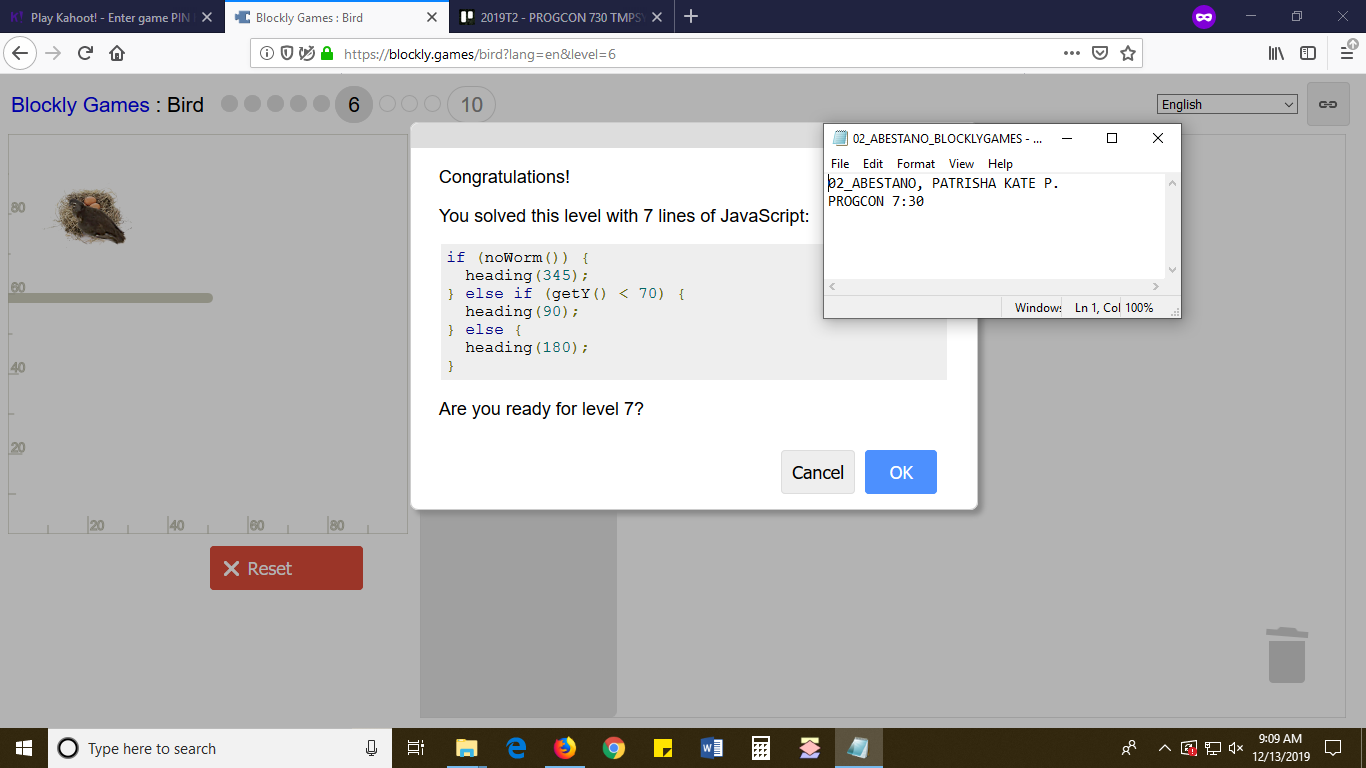 Play Kahoot! - Enter game PIN
Blockly Games : Bird
2019T2 - PROGCON 730 TMPSY
https://blockly.games/bird?lang=en&level=6
Blockly Games : Bird
6
10
English
80
60
40
20
20
40
60
80
Reset
Congratulations!
You solved this level with 7 lines of JavaScript:
if (noWorm()) {
heading(345);
} else if (getY() < 70) {
heading(90);
} else {
heading(180);
}
Are you ready for level 7?
Cancel
OK
02_ABESTANO_BLOCKLYGAMES - ...
File Edit Format View Help
02_ABESTANO, PATRISHA KATE P.
PROGCON 7:30
Windows Ln 1, Col 100%
Type here to search
9:09 AM
12/13/2019